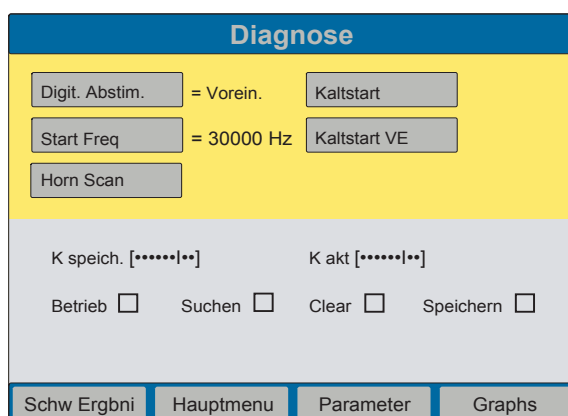 Diagnose
Digit. Abstim. = Vorein. Kaltstart
Start Freq = 30000 Hz Kaltstart VE
Horn Scan
K speich. [••••••I••] K akt [••••••I••]
Betrieb Suchen Clear Speichern
Schw Ergbni Hauptmenu Parameter Graphs